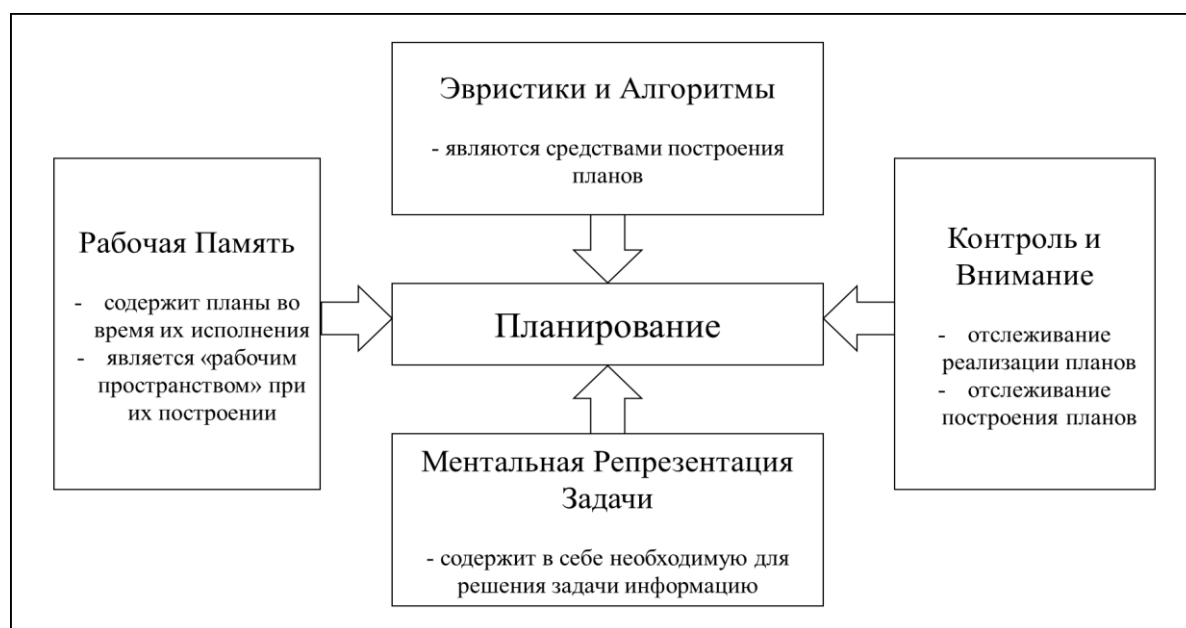 Эвристики и Алгоритмы
- являются средствами построения
планов
Рабочая Память
- содержит планы во
время их исполнения
- является «рабочим
пространством» при
их построении
Планирование
Контроль и
Внимание
- отслеживание
реализации планов
- отслеживание
построения планов
Ментальная Репрезентация
Задачи
- содержит в себе необходимую для
решения задачи информацию